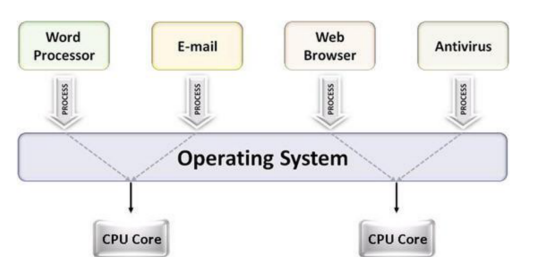 Word
Processor
E-mail
Web
Browser
Antivirus
PROCESS
PROCESS
PROCESS
PROCESS
Operating System
CPU Core
CPU Core